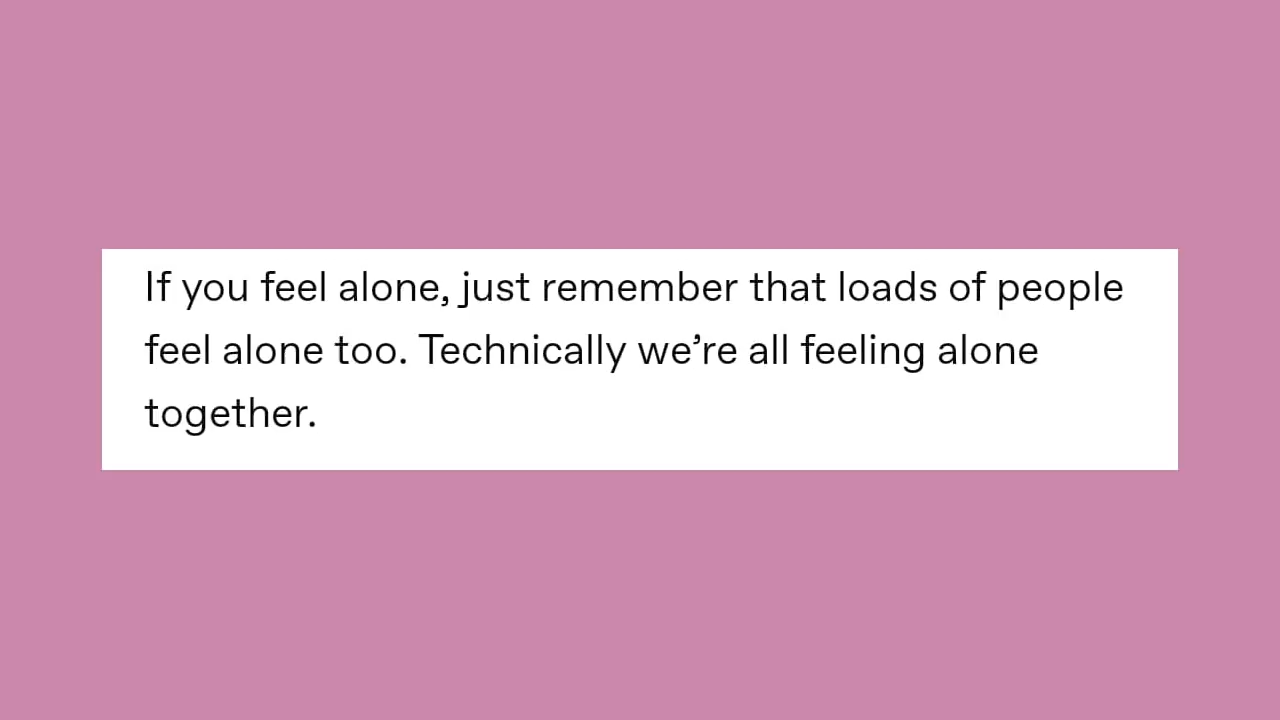 If you feel alone, just remember that loads of people
feel alone too. Technically we’re all feeling alone
together.